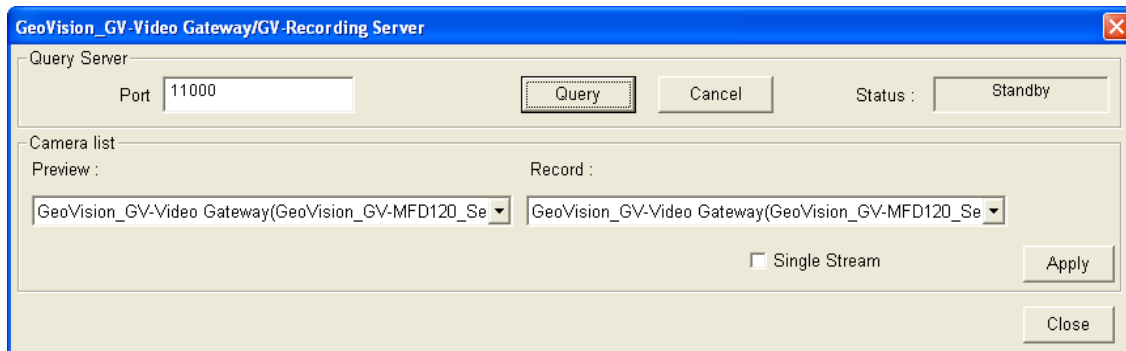 GeoVision_GV-Video Gateway/GV-Recording Server
Query Server
Port 11000 Query Cancel Status : Standby
Camera list
Preview : Record :
GeoVision_GV-Video Gateway(GeoVision_GV-MFD120_Se GeoVision_GV-Video Gateway(GeoVision_GV-MFD120_Se
Single Stream Apply
Close